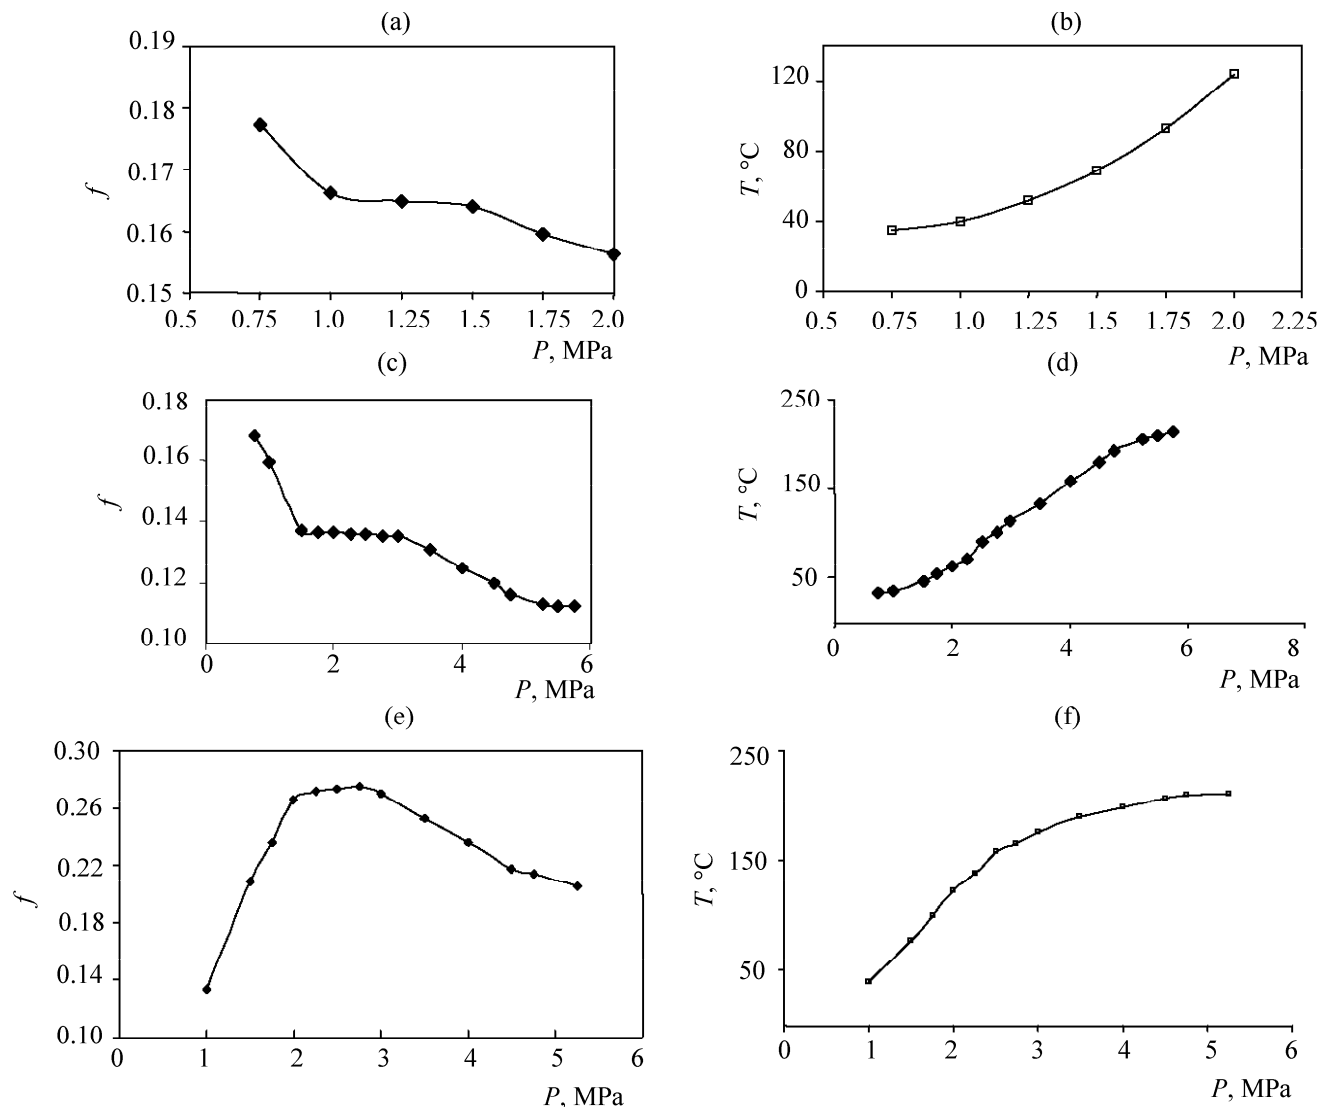 (a)
0.19
0.18
0.17
0.16
0.15
f
0.5 0.75 1.0 1.25 1.5 1.75 2.0
P, MPa
(b)
120
80
40
0
T, °C
0.5 0.75 1.0 1.25 1.5 1.75 2.0 2.25
P, MPa
(c)
0.18
0.16
0.14
0.12
0.10
f
0 2 4 6
P, MPa
(d)
250
150
50
T, °C
0 2 4 6 8
P, MPa
(e)
0.30
0.26
0.22
0.18
0.14
0.10
f
0 1 2 3 4 5 6
P, MPa
(f)
250
150
50
T, °C
0 1 2 3 4 5 6
P, MPa